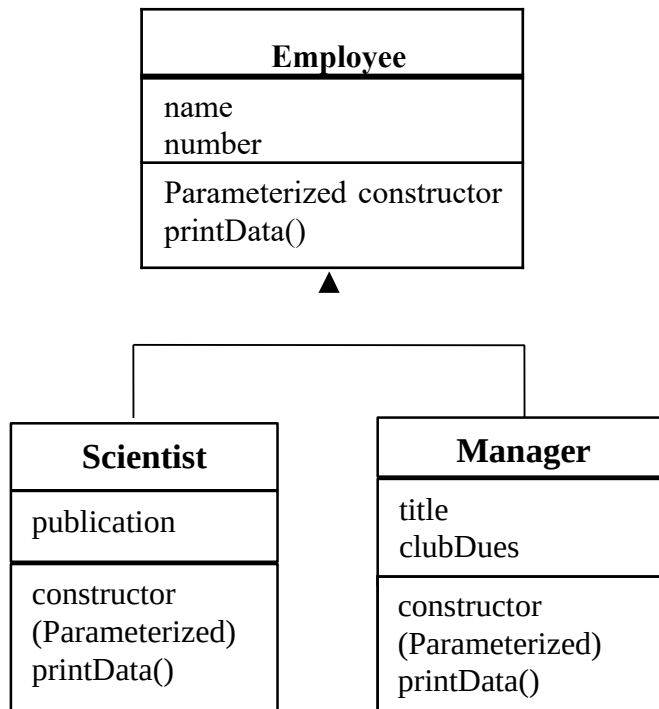 Employee
name
number
Parameterized constructor
printData()
Scientist
publication
constructor
(Parameterized)
printData()
Manager
title
clubDues
constructor
(Parameterized)
printData()